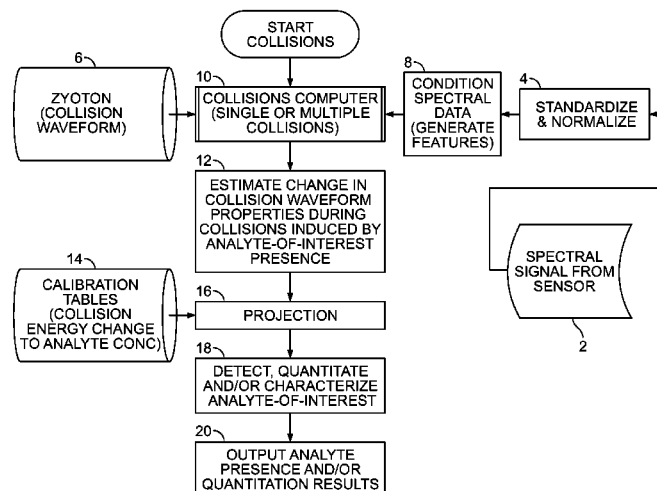 START
COLLISIONS
6
ZYOTON
(COLLISION
WAVEFORM)
10
COLLISIONS COMPUTER
(SINGLE OR MULTIPLE
COLLISIONS)
8
CONDITION
SPECTRAL
DATA
(GENERATE
FEATURES)
4
STANDARDIZE
& NORMALIZE
12
ESTIMATE CHANGE IN
COLLISION WAVEFORM
PROPERTIES DURING
COLLISIONS INDUCED BY
ANALYTE-OF-INTEREST
PRESENCE
SPECTRAL
SIGNAL FROM
SENSOR
2
14
CALIBRATION
TABLES
(COLLISION
ENERGY CHANGE
TO ANALYTE CONC)
16
PROJECTION
18
DETECT, QUANTITATE
AND/OR CHARACTERIZE
ANALYTE-OF-INTEREST
20
OUTPUT ANALYTE
PRESENCE AND/OR
QUANTITATION RESULTS